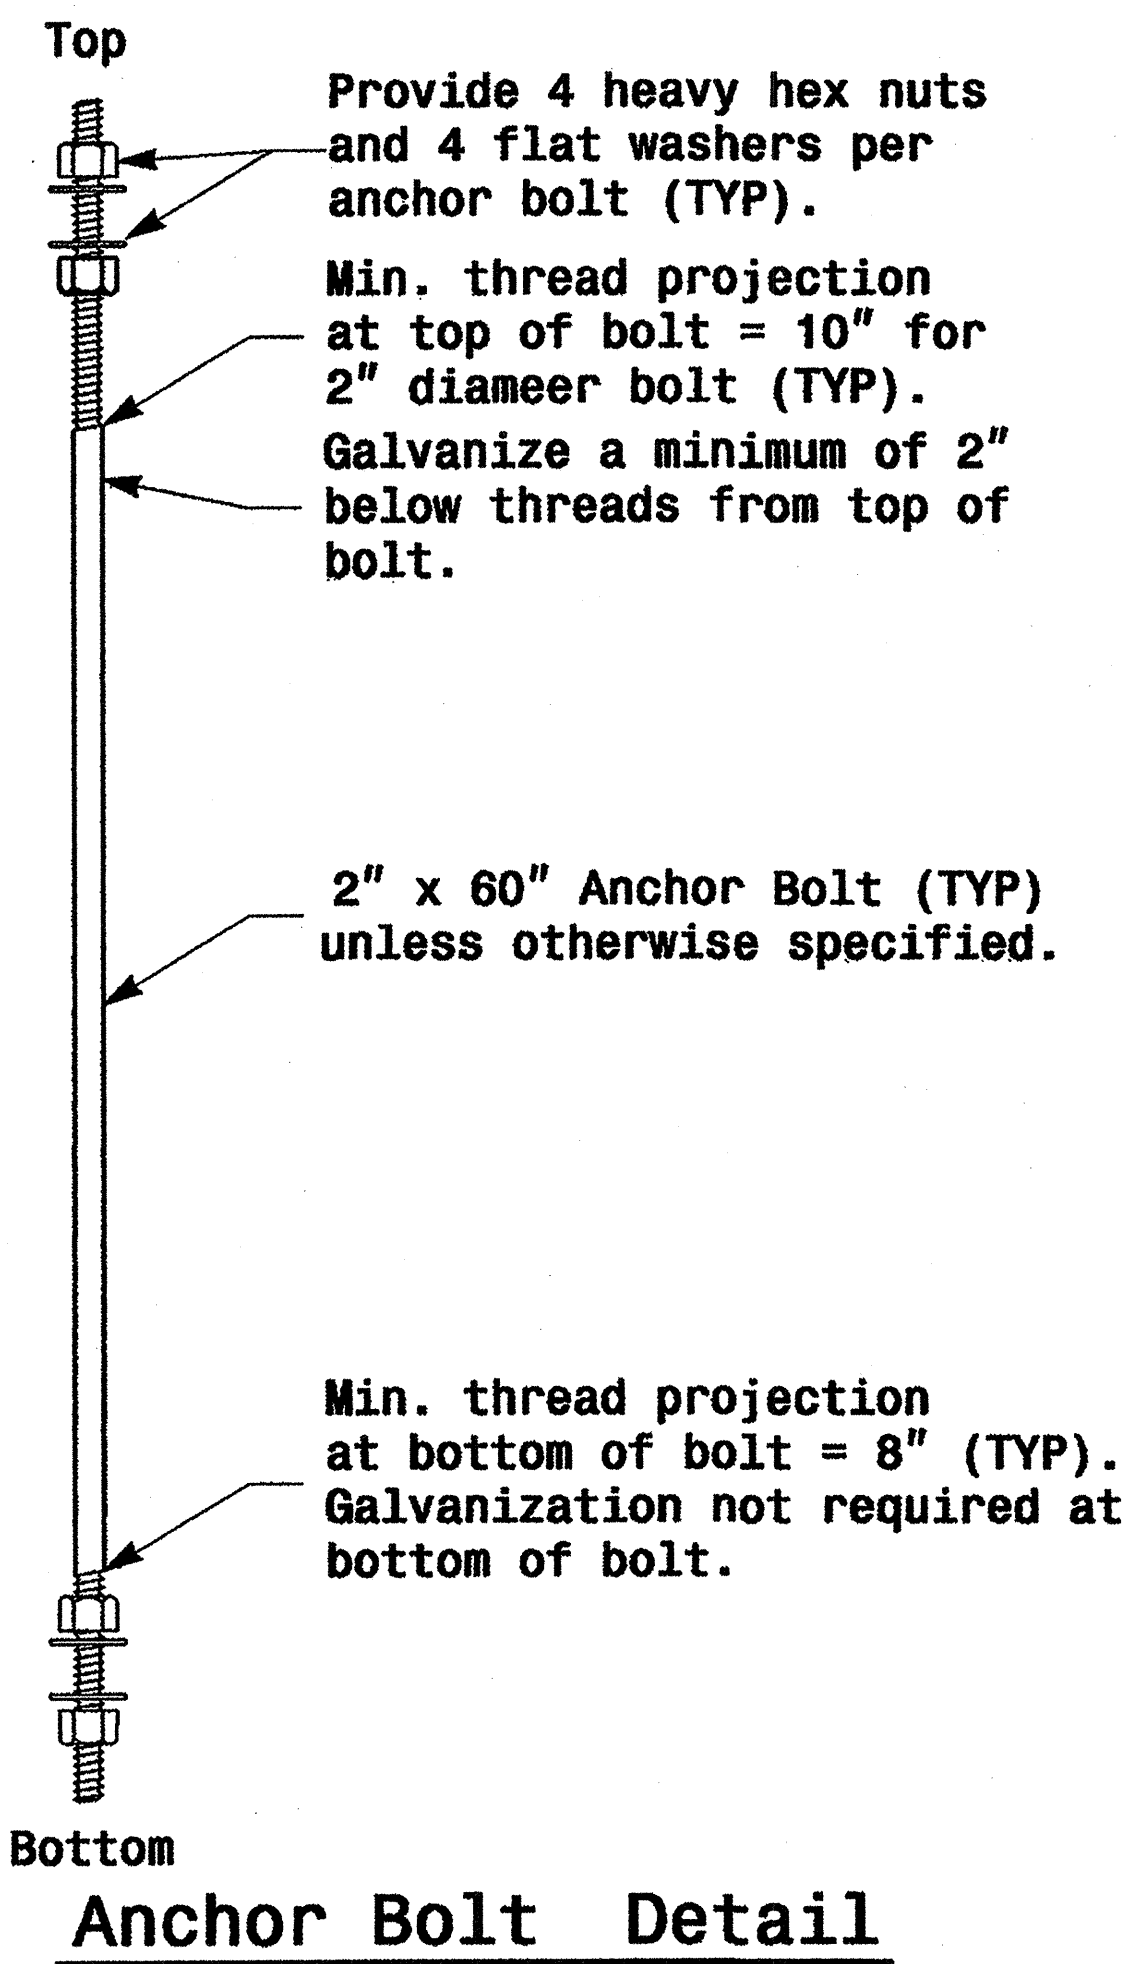 Top
Provide 4 heavy hex nuts
and 4 flat washers per
anchor bolt (TYP).
Min. thread projection
at top of bolt = 10" for
2" diameer bolt (TYP).
Galvanize a minimum of 2"
below threads from top of
bolt.
2" x 60" Anchor Bolt (TYP)
unless otherwise specified.
Min. thread projection
at bottom of bolt = 8" (TYP).
Galvanization not required at
bottom of bolt.
Bottom
Anchor Bolt Detail